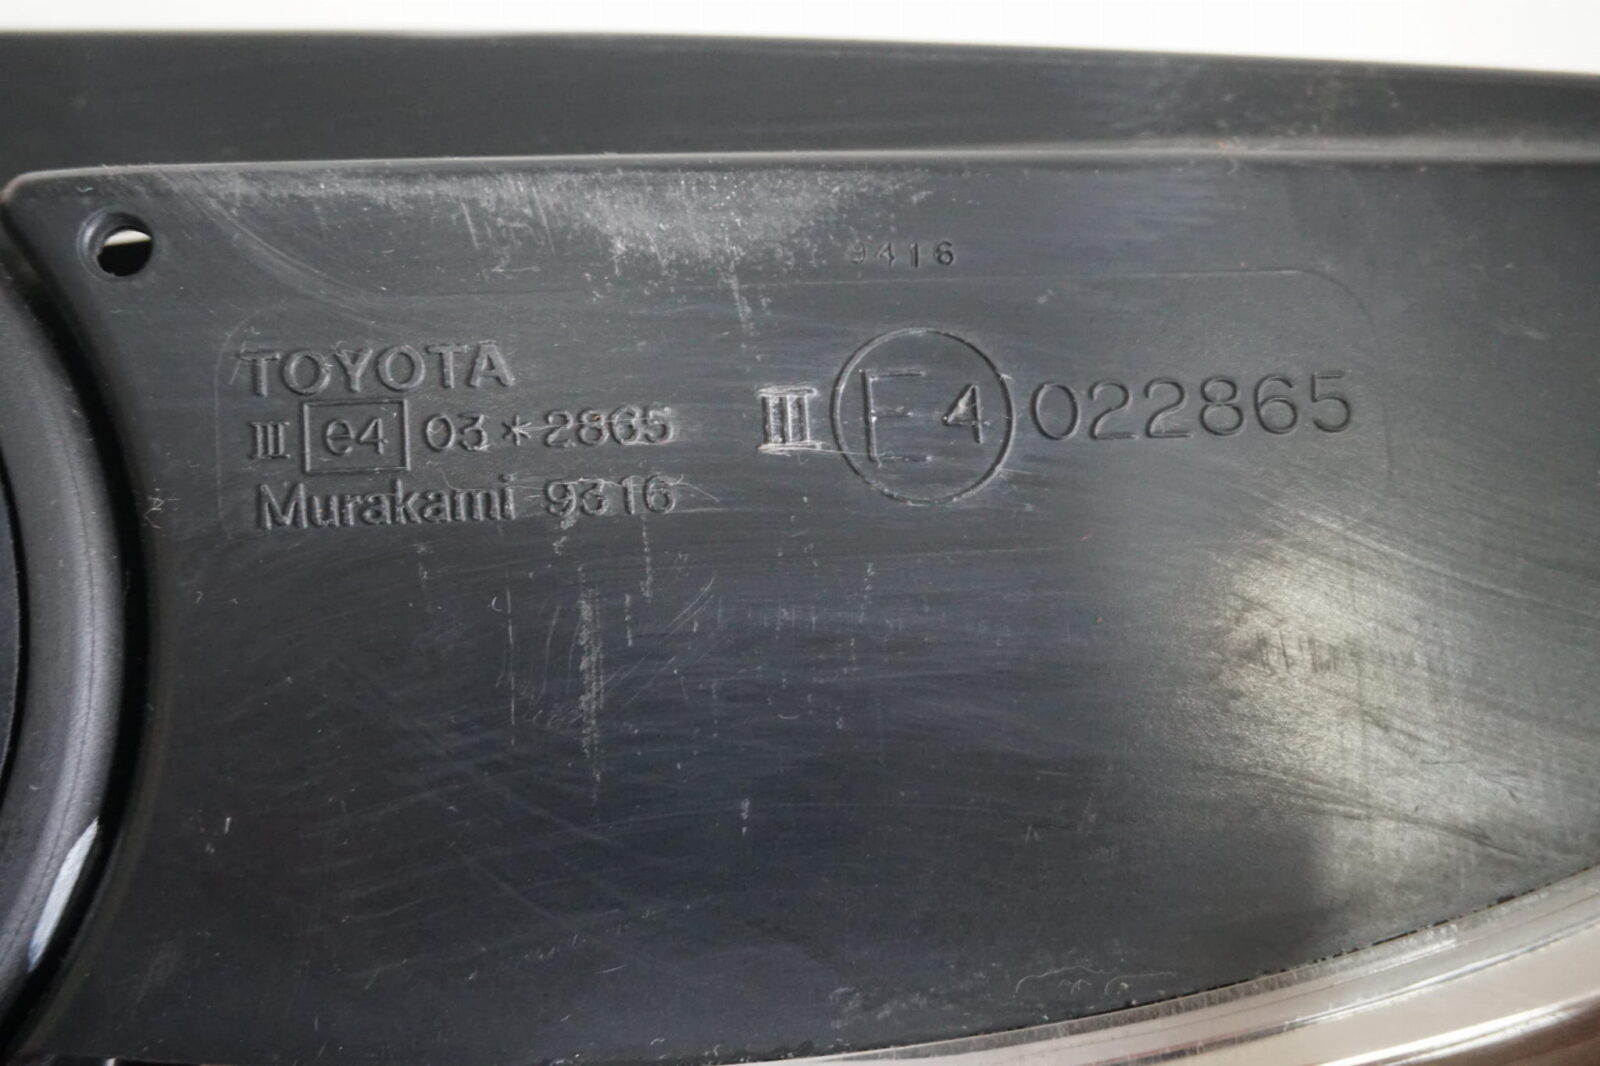 9416
TOYOTA
III e4 03*2865
Murakami 9316
III E4 022865